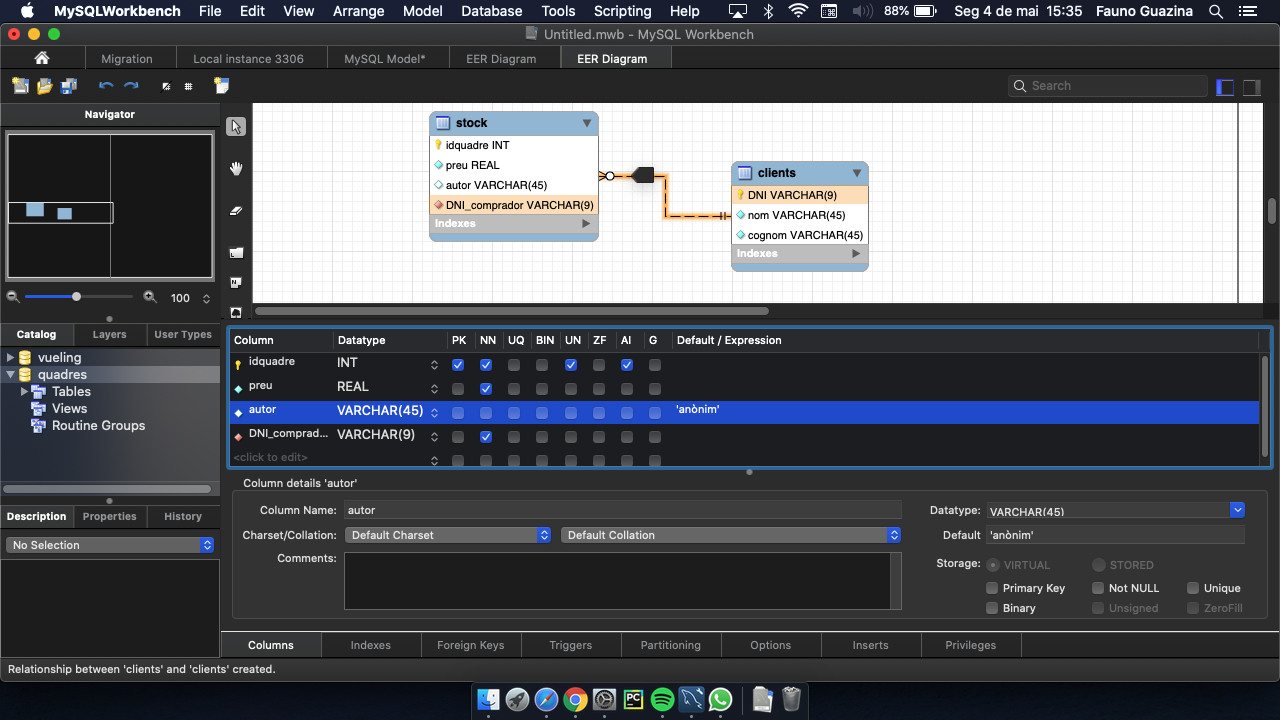 MySQLWorkbench File Edit View Arrange Model Database Tools Scripting Help 88% Seg 4 de mai 15:35 Fauno Guazina
Untitled.mwb - MySQL Workbench
Migration Local instance 3306 MySQL Model* EER Diagram EER Diagram
Search
Navigator
100
Catalog Layers User Types
vueling
quadres
Tables
Views
Routine Groups
Description Properties History
No Selection
stock
idquadre INT
preu REAL
autor VARCHAR(45)
DNI_comprador VARCHAR(9)
Indexes
clients
DNI VARCHAR(9)
nom VARCHAR(45)
cognom VARCHAR(45)
Indexes
Column Datatype PK NN UQ BIN UN ZF AI G Default / Expression
idquadre INT
preu REAL
autor VARCHAR(45) 'anònim'
DNI_comprad... VARCHAR(9)
<click to edit>
Column details 'autor'
Column Name: autor Datatype: VARCHAR(45)
Charset/Collation: Default Charset Default Collation Default 'anònim'
Comments: Storage: VIRTUAL STORED
Primary Key Not NULL Unique
Binary Unsigned ZeroFill
Columns Indexes Foreign Keys Triggers Partitioning Options Inserts Privileges
Relationship between 'clients' and 'clients' created.
PC